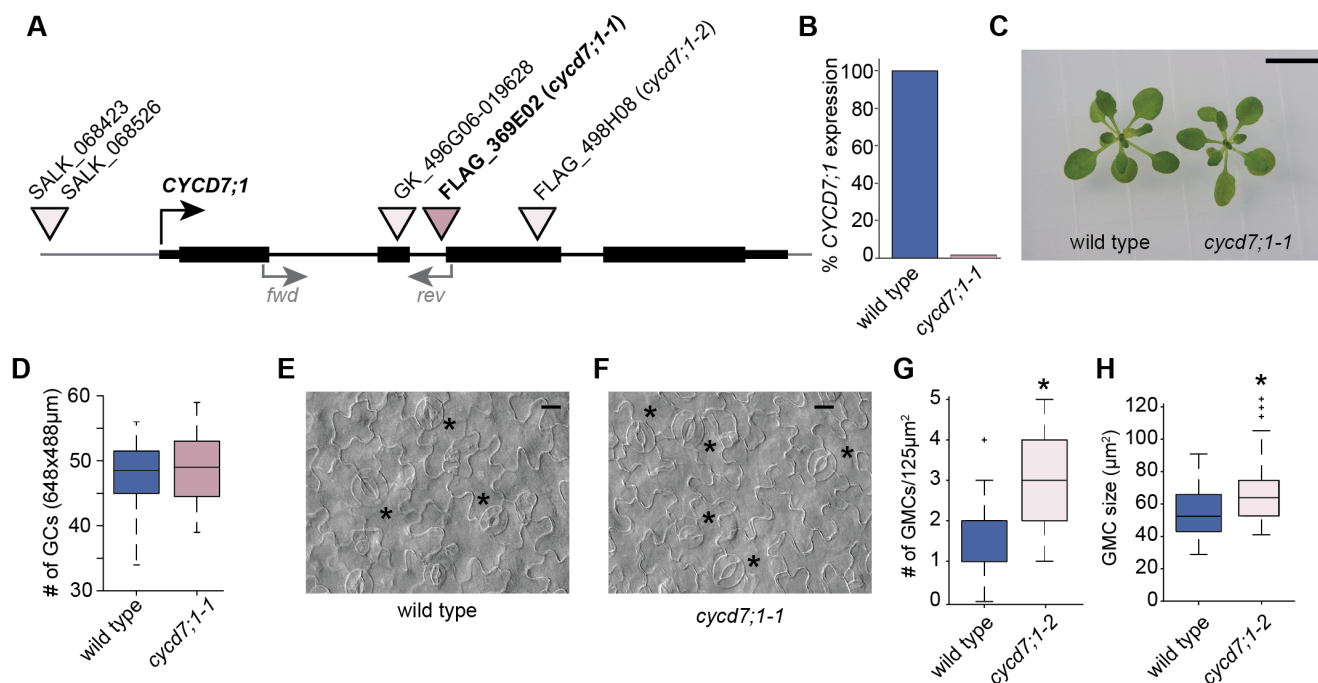 A
SALK_068423
SALK_068526
CYCD7;1
GK_496G06-019628
FLAG_369E02 (cycd7;1-1)
FLAG_498H08 (cycd7;1-2)
fwd
rev
B
% CYCD7;1 expression
100
80
60
40
20
0
wild type
cycd7;1-1
C
wild type
cycd7;1-1
D
# of GCs (648x488µm)
60
50
40
30
wild type
cycd7;1-1
E
*
*
*
wild type
F
*
*
*
*
*
cycd7;1-1
G
# of GMCs/125µm²
5
4
3
2
1
0
*
wild type
cycd7;1-2
H
GMC size (µm²)
120
80
60
40
20
0
*
wild type
cycd7;1-2